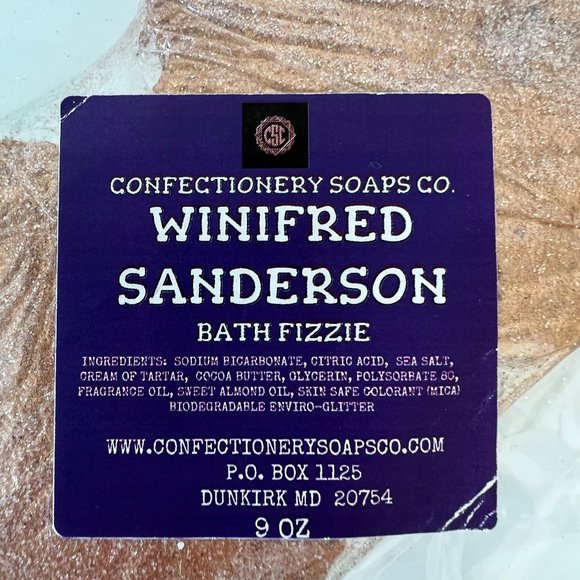 CSC
CONFECTIONERY SOAPS CO.
WINIFRED
SANDERSON
BATH FIZZIE
INGREDIENTS: SODIUM BICARBONATE, CITRIC ACID, SEA SALT,
CREAM OF TARTAR, COCOA BUTTER, GLYCERIN, POLYSORBATE 80,
FRAGRANCE OIL, SWEET ALMOND OIL, SKIN SAFE COLORANT (MICA)
BIODEGRADABLE ENVIRO-GLITTER
WWW.CONFECTIONERYSOAPSCO.COM
P.O. BOX 1125
DUNKIRK MD 20754
9 OZ